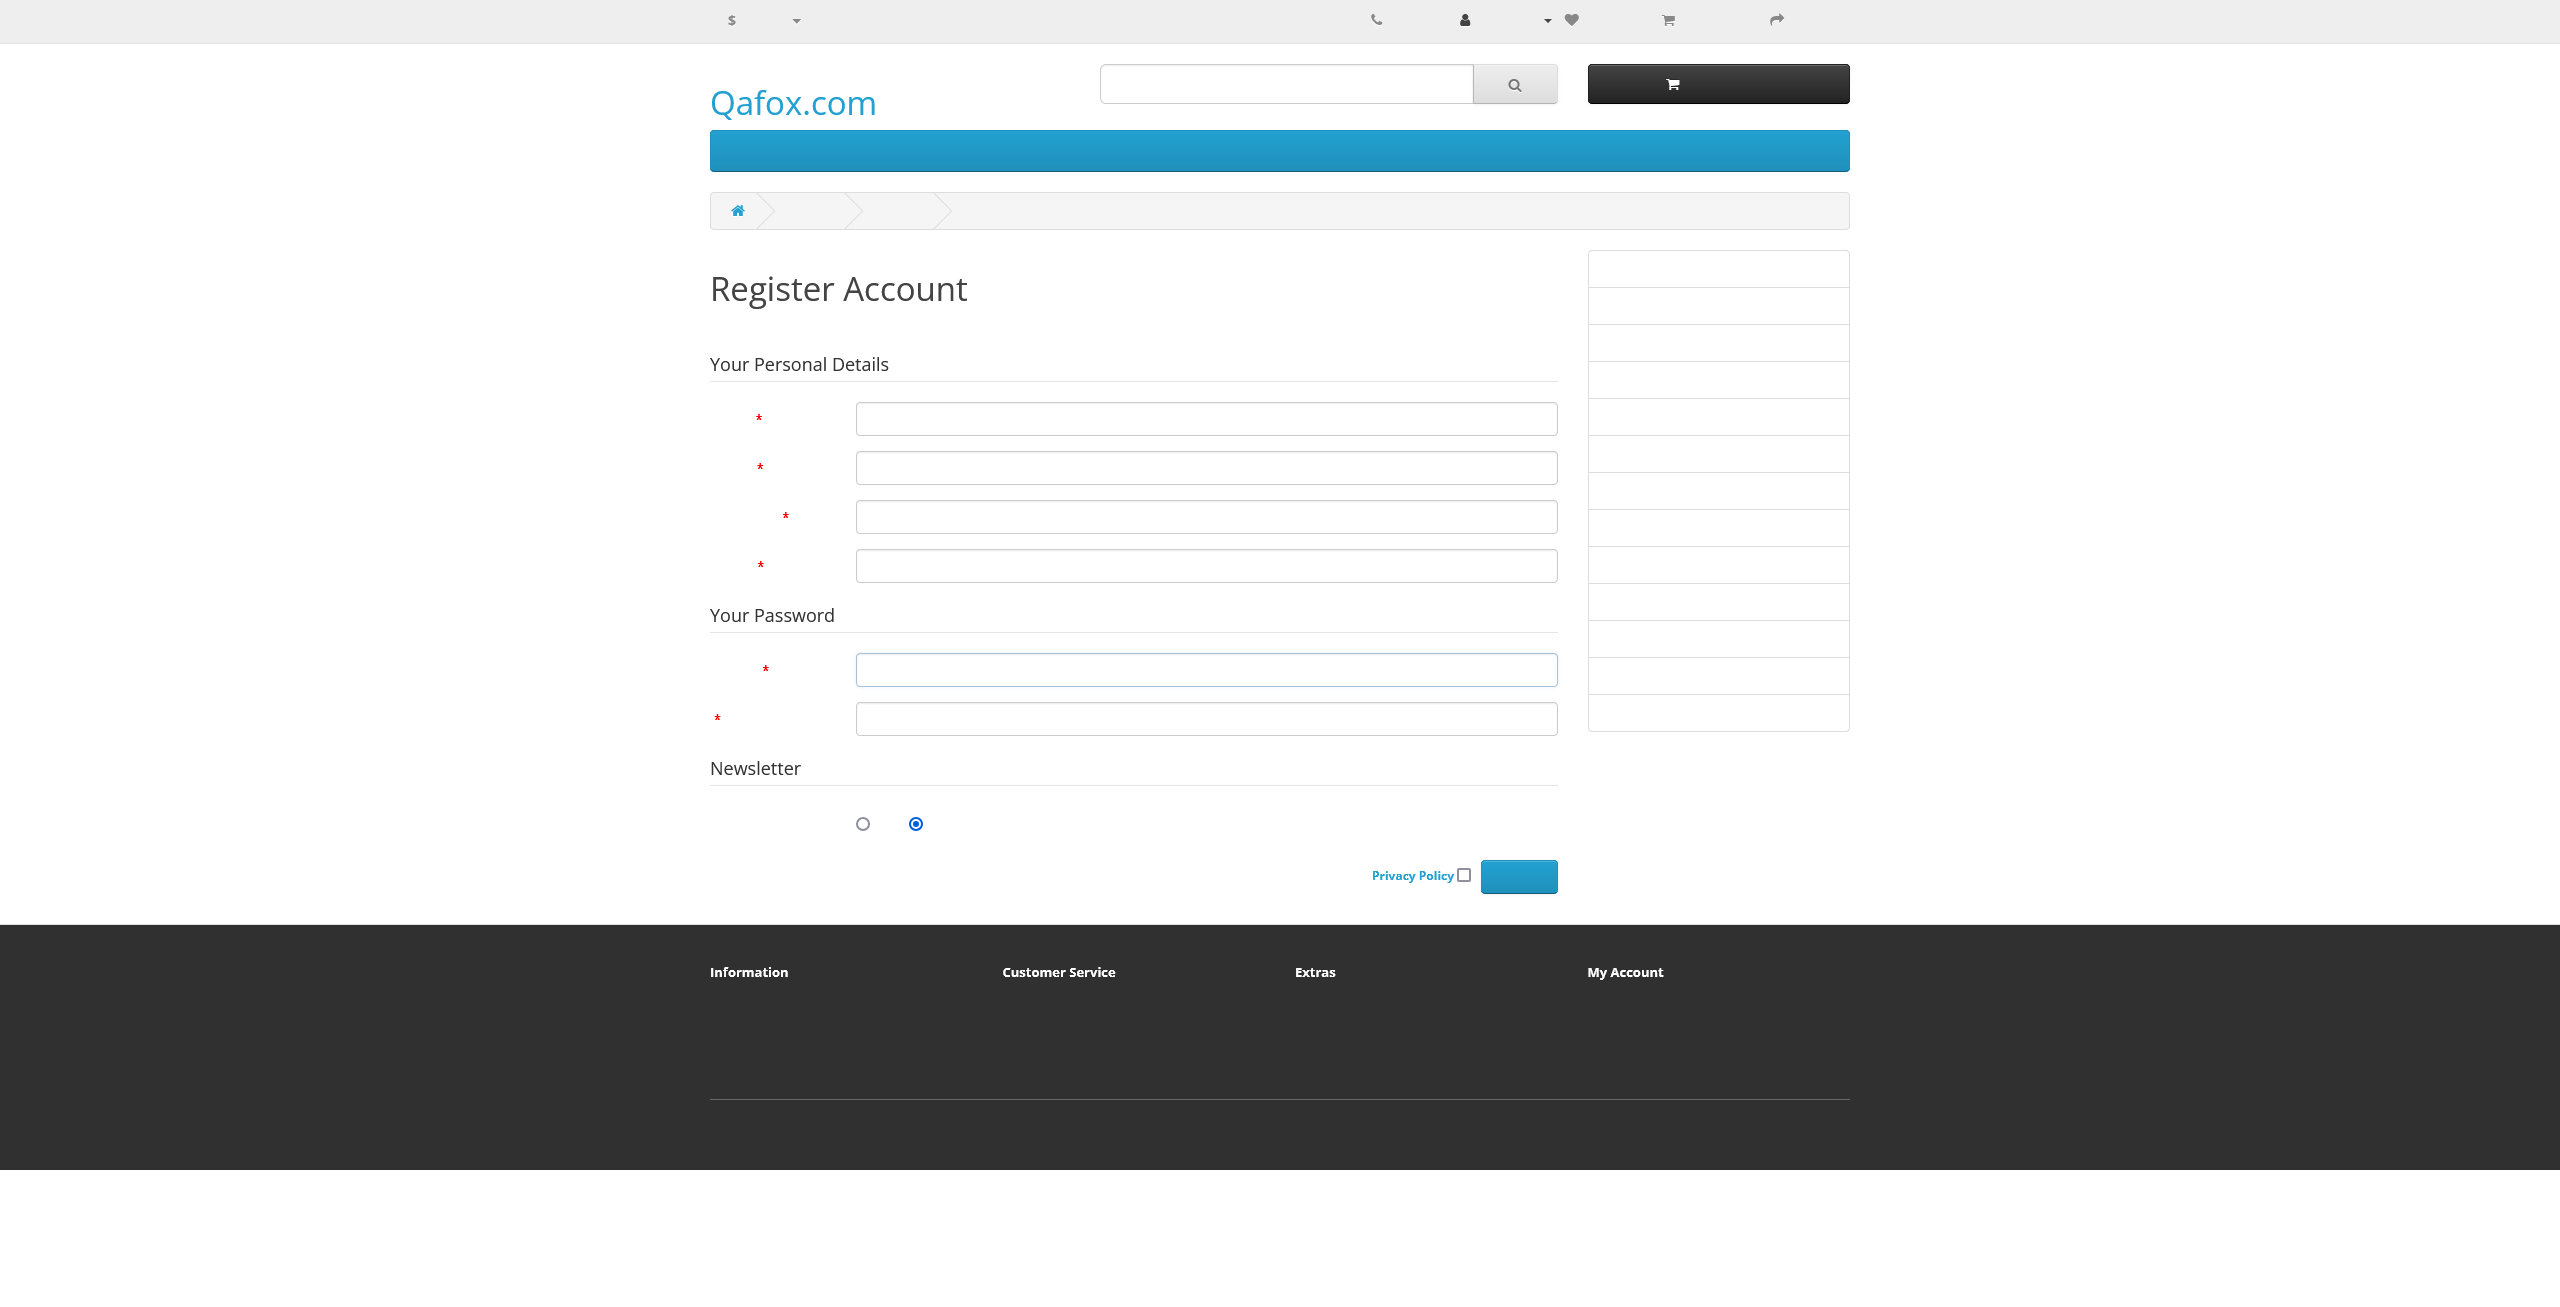 $
Qafox.com
Register Account
Your Personal Details
*
*
*
*
Your Password
*
*
Newsletter
Privacy Policy
Information
Customer Service
Extras
My Account